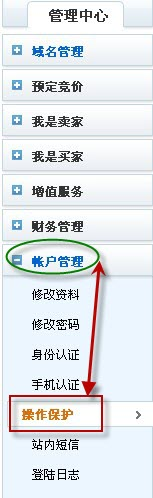 管理中心
域名管理
预定竞价
我是卖家
我是买家
增值服务
财务管理
帐户管理
修改资料
修改密码
身份认证
手机认证
操作保护
站内短信
登陆日志